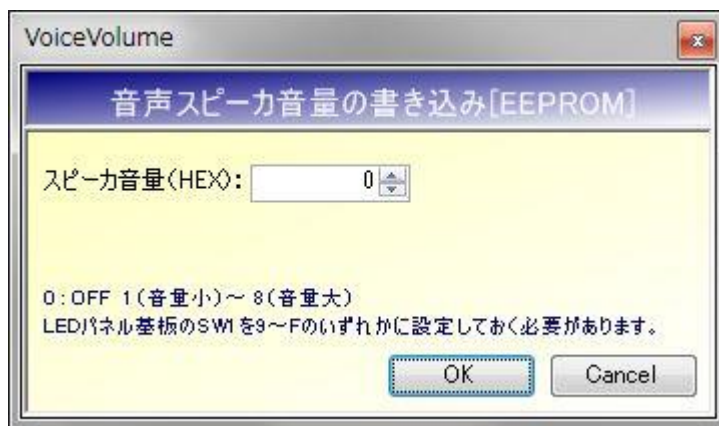 VoiceVolume
音声スピーカ音量の書き込み[EEPROM]
スピーカ音量(HEX): 0
0:OFF 1(音量小)~ 8(音量大)
LEDパネル基板のSW1を9~Fのいずれかに設定しておく必要があります。
OK Cancel